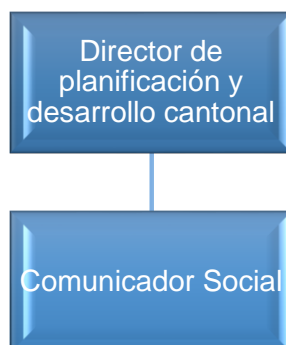 Director de
planificación y
desarrollo cantonal
Comunicador Social